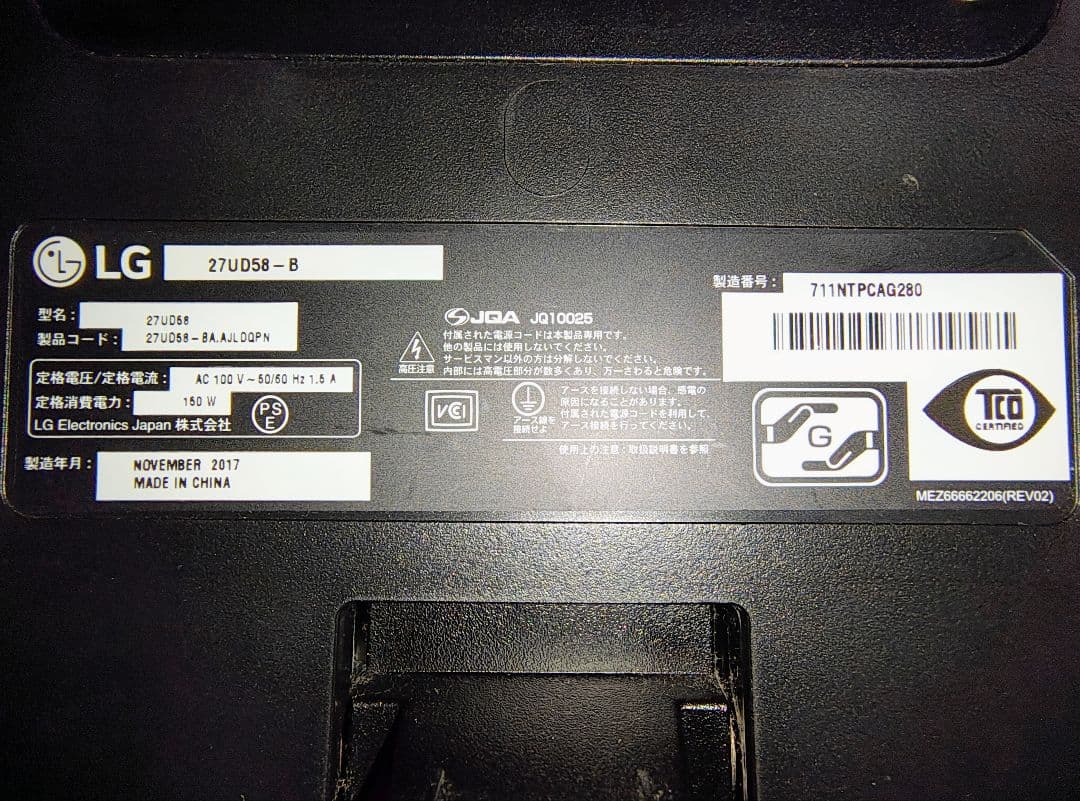 LG 27UD58-B
型名: 27UD58
製品コード: 27UD58-BA.AJLDQPN
定格電圧/定格電流: AC 100 V~50/60 Hz 1.5 A
定格消費電力: 150 W
LG Electronics Japan 株式会社
PS
E
製造年月: NOVEMBER 2017
MADE IN CHINA
JQA JQ10025
付属された電源コードは本製品専用です。
他の製品には使用しないでください。
サービスマン以外の方は分解しないでください。
内部には高電圧部分が数多くあり、万一さわると危険です。
高圧注意
VCI
アース線を
接続せよ
アースを接続しない場合、感電の
原因になることがあります。
付属された電源コードを利用して、
アース接続を行ってください。
使用上の注意:取扱説明書を参照
製造番号: 711NTPCAG280
G
TCO
CERTIFIED
MEZ66662206(REV02)